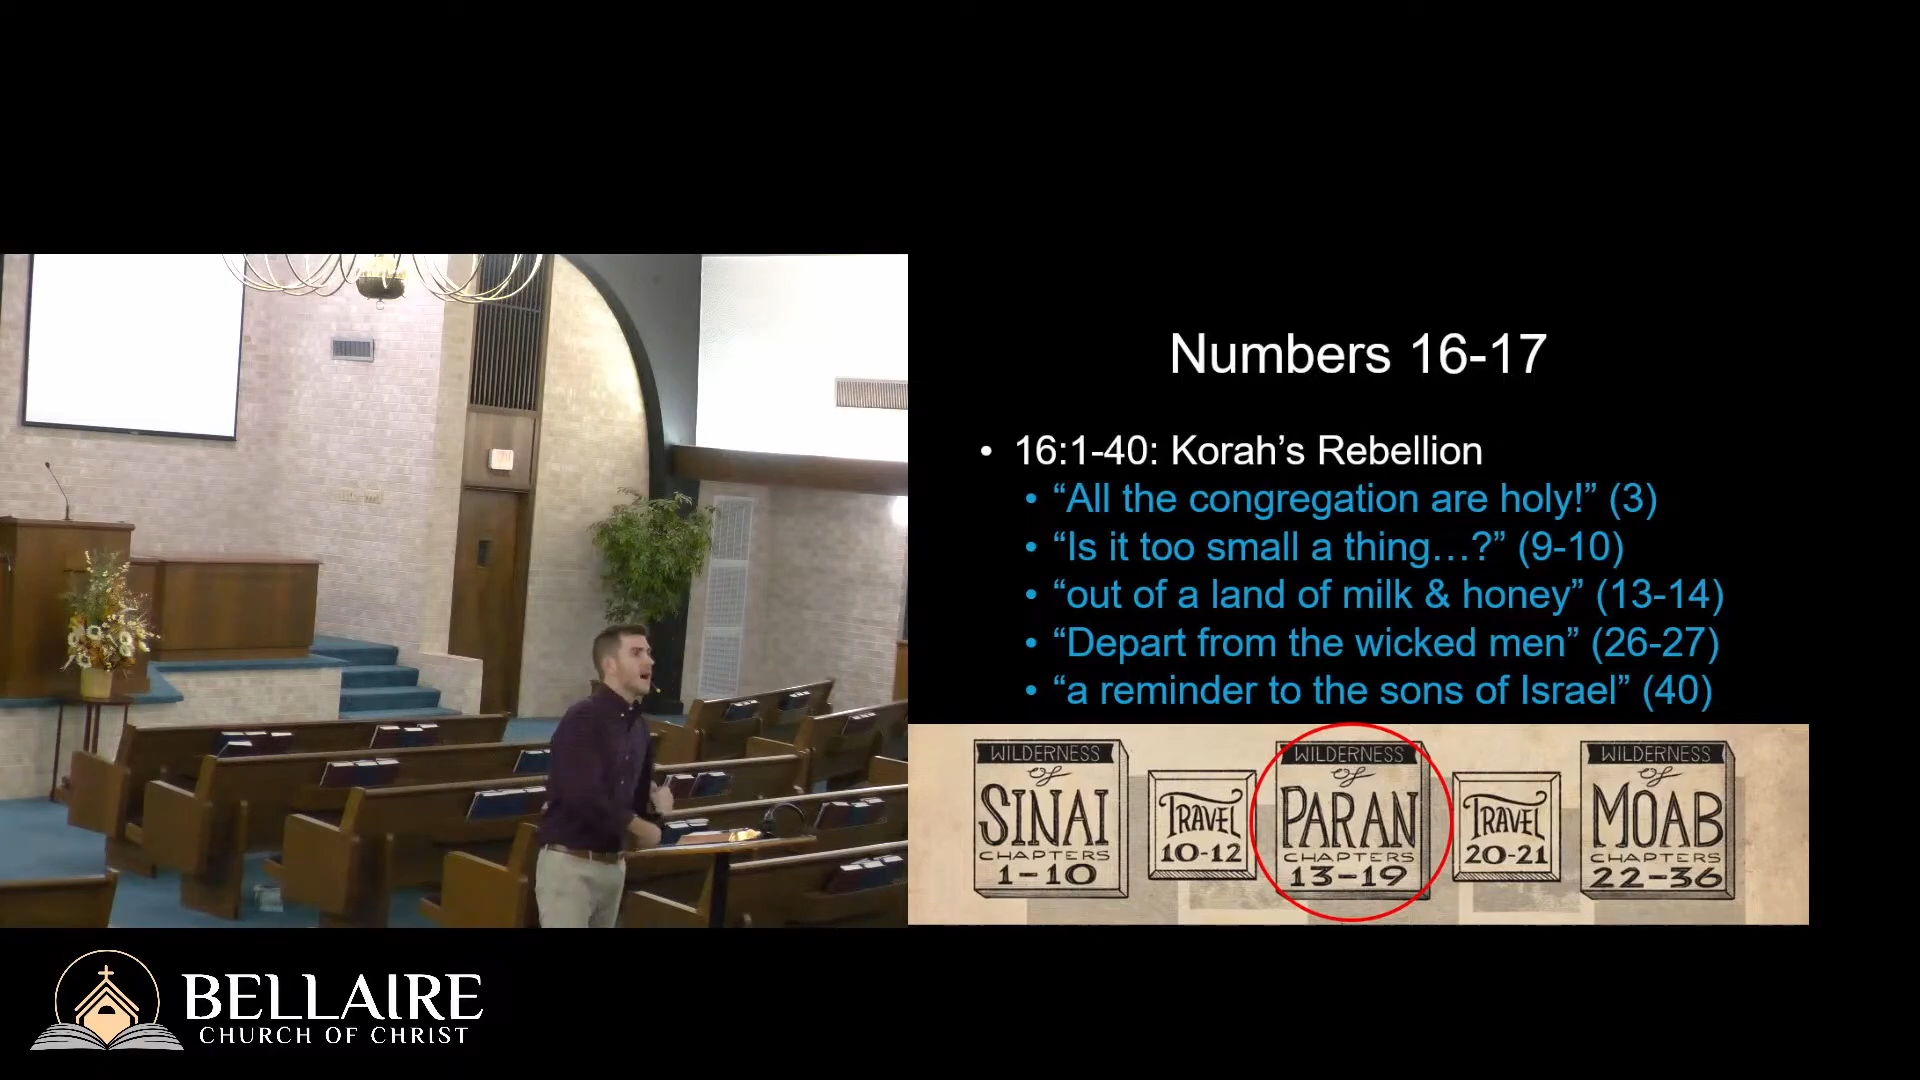 Numbers 16-17
• 16:1-40: Korah’s Rebellion
• “All the congregation are holy!” (3)
• “Is it too small a thing…?” (9-10)
• “out of a land of milk & honey” (13-14)
• “Depart from the wicked men” (26-27)
• “a reminder to the sons of Israel” (40)
WILDERNESS
of
SINAI
CHAPTERS
1-10
TRAVEL
10-12
WILDERNESS
of
PARAN
CHAPTERS
13-19
TRAVEL
20-21
WILDERNESS
of
MOAB
CHAPTERS
22-36
BELLAIRE
CHURCH OF CHRIST